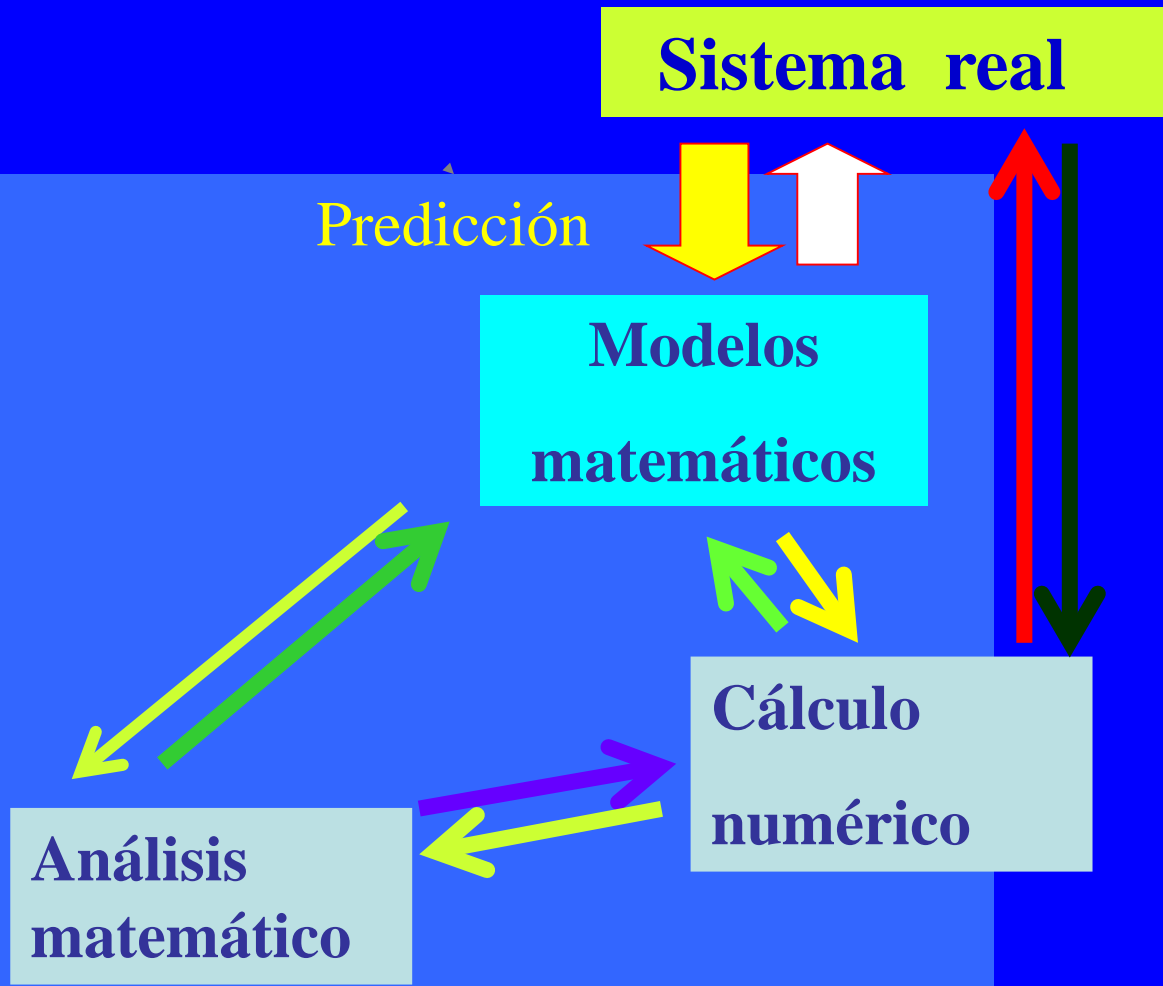 Sistema real
Predicción
Modelos
matemáticos
Cálculo
numérico
Análisis
matemático